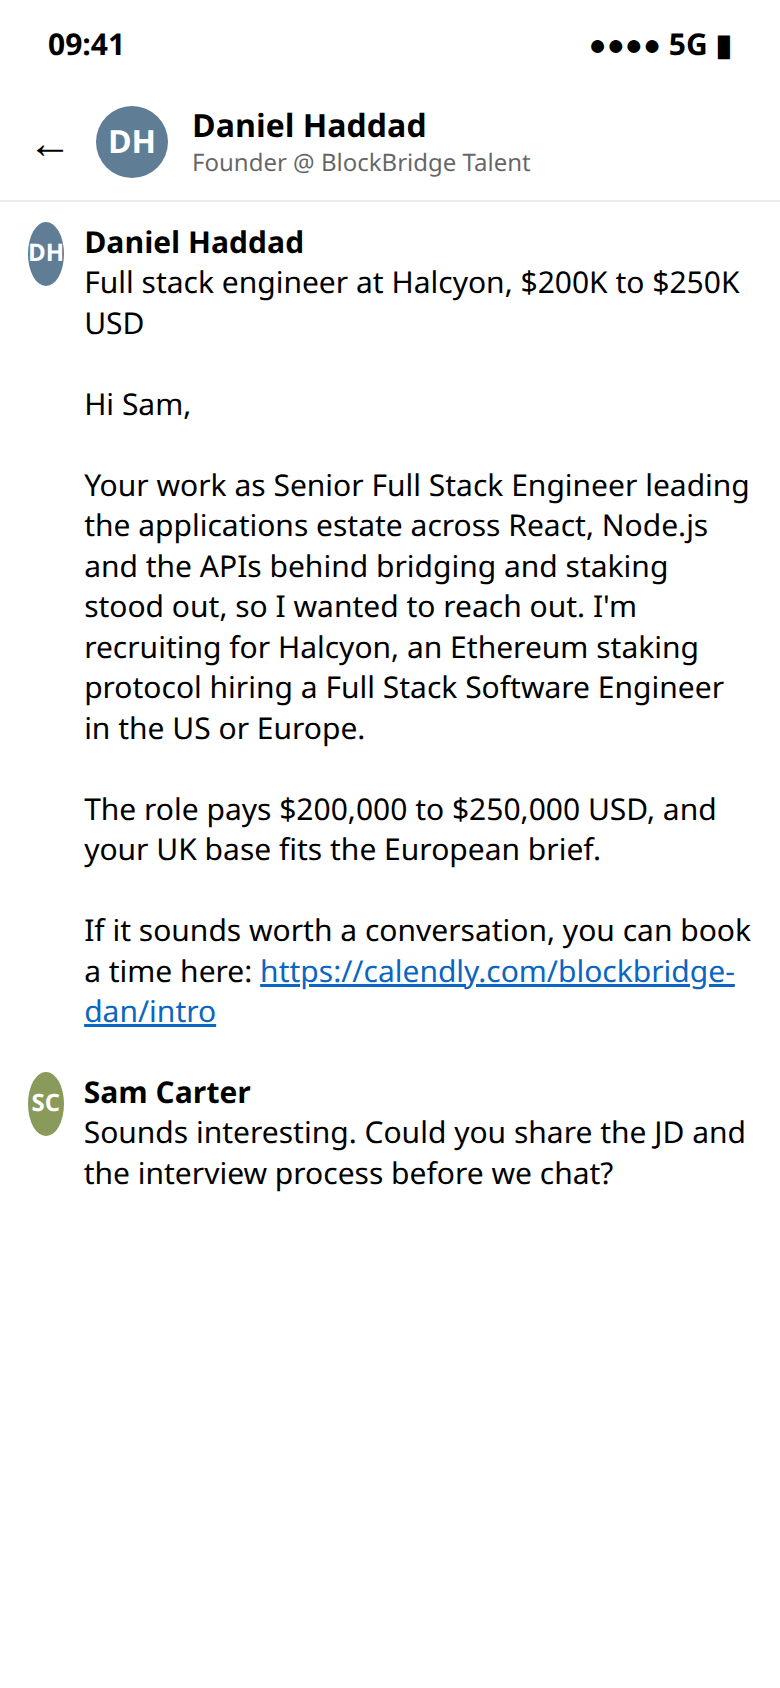 09:41
●●●● 5G ▮
←
DH
Daniel Haddad
Founder @ BlockBridge Talent
DH
Daniel Haddad
Full stack engineer at Halcyon, $200K to $250K
USD
Hi Sam,
Your work as Senior Full Stack Engineer leading
the applications estate across React, Node.js
and the APIs behind bridging and staking
stood out, so I wanted to reach out. I'm
recruiting for Halcyon, an Ethereum staking
protocol hiring a Full Stack Software Engineer
in the US or Europe.
The role pays $200,000 to $250,000 USD, and
your UK base fits the European brief.
If it sounds worth a conversation, you can book
a time here: https://calendly.com/blockbridge-
dan/intro
SC
Sam Carter
Sounds interesting. Could you share the JD and
the interview process before we chat?